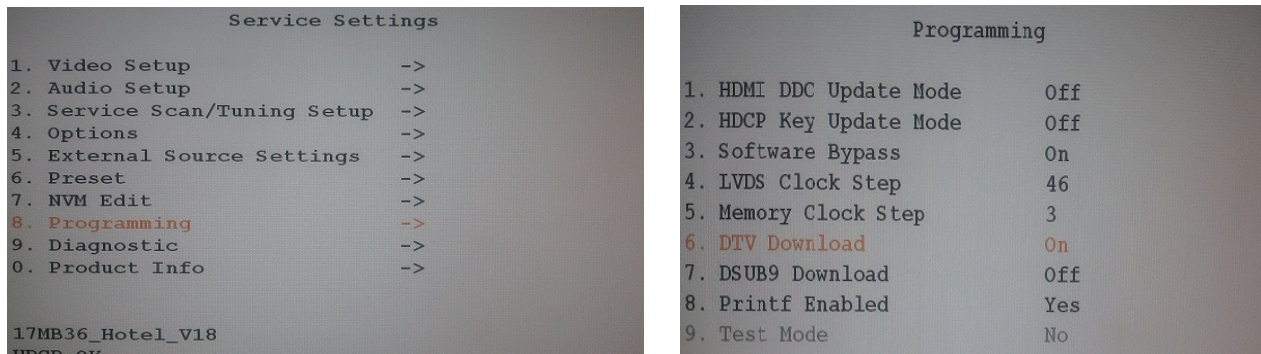 Service Settings
1. Video Setup ->
2. Audio Setup ->
3. Service Scan/Tuning Setup ->
4. Options ->
5. External Source Settings ->
6. Preset ->
7. NVM Edit ->
8. Programming ->
9. Diagnostic ->
0. Product Info ->
17MB36_Hotel_V18
HDCP OK
Programming
1. HDMI DDC Update Mode Off
2. HDCP Key Update Mode Off
3. Software Bypass On
4. LVDS Clock Step 46
5. Memory Clock Step 3
6. DTV Download On
7. DSUB9 Download Off
8. Printf Enabled Yes
9. Test Mode No